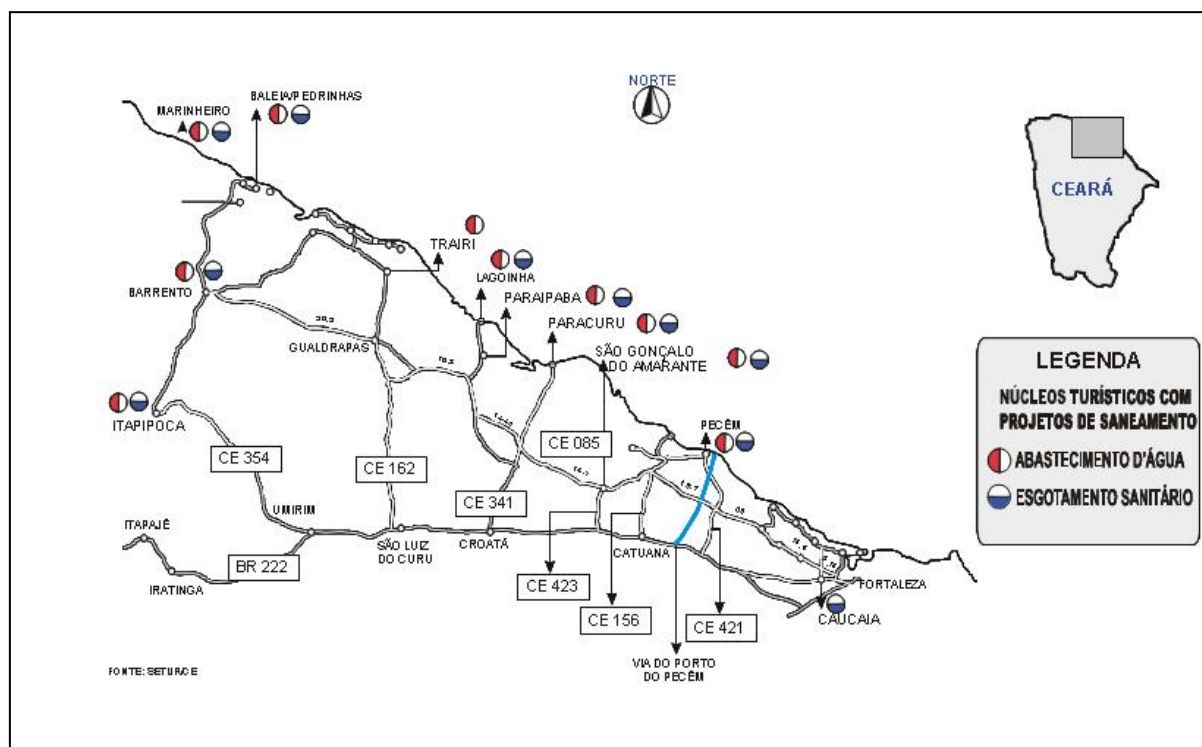 NORTE
BALEIA/PEDRINHAS
MARINHEIRO
CEARÁ
TRAIRI
LAGOINHA
BARRENTO
PARAIPABA
PARACURU
SÃO GONÇALO
DO AMARANTE
GUALDRAPAS
LEGENDA
NÚCLEOS TURÍSTICOS COM
PROJETOS DE SANEAMENTO
ABASTECIMENTO D'ÁGUA
ESGOTAMENTO SANITÁRIO
ITAPIPOCA
PECÉM
CE 085
CE 354
CE 162
CE 341
UMIRIM
ITAPAJÊ
SÃO LUIZ
DO CURU
CROATÁ
CATUANA
BR 222
IRATINGA
CE 423
FORTALEZA
CE 156
CE 421
CAUCAIA
VIA DO PORTO
DO PECÉM
FONTE: SETUR/CE